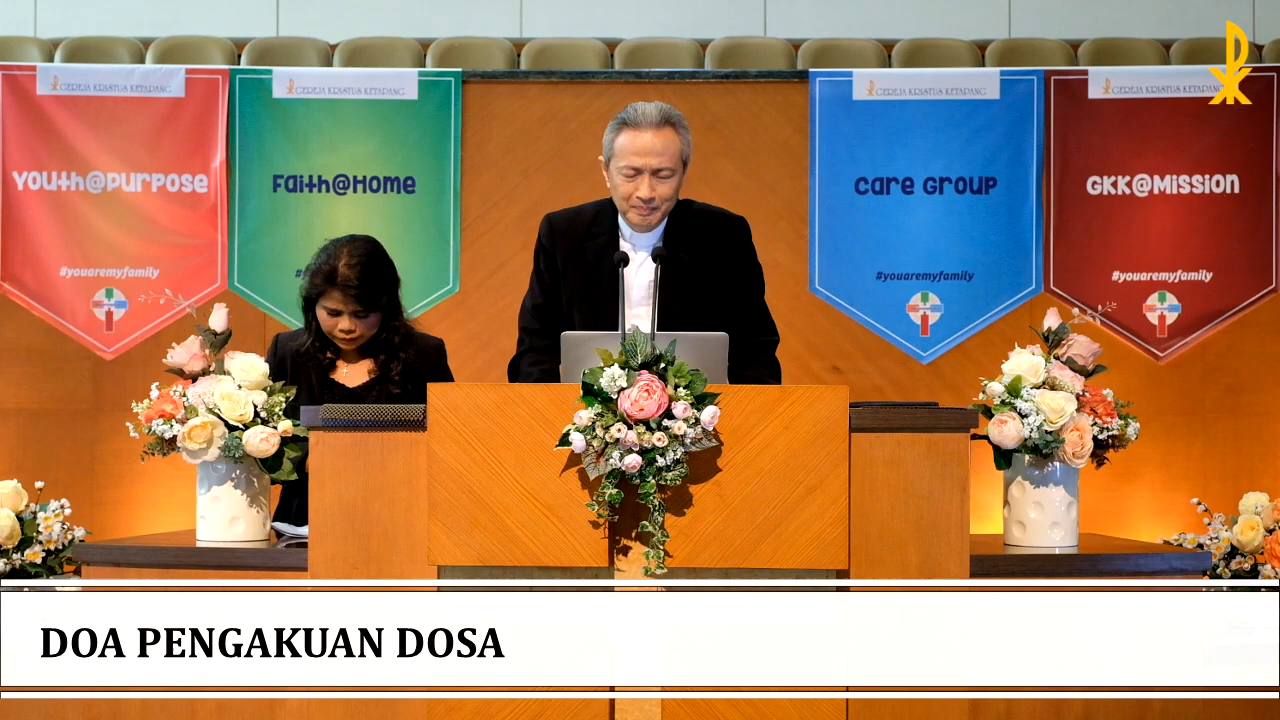 GEREJA KRISTUS KETAPANG
Youth@Purpose
#youaremyfamily
GEREJA KRISTUS KETAPANG
Faith@Home
GEREJA KRISTUS KETAPANG
Care Group
#youaremyfamily
GEREJA KRISTUS KETAPANG
GKK@Mission
#youaremyfamily
DOA PENGAKUAN DOSA